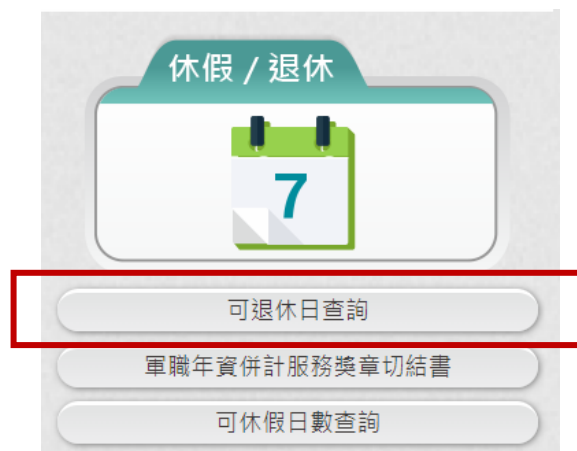 休假 / 退休
7
可退休日查詢
軍職年資併計服務獎章切結書
可休假日數查詢